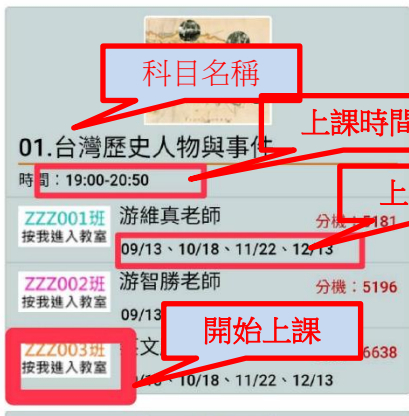 科目名稱
上課時間
01.台灣歷史人物與事件
時間：19:00-20:50
上
ZZZ001班 游維真老師 分機：5181
按我進入教室
09/13、10/18、11/22、12/13
ZZZ002班 游智勝老師 分機：5196
按我進入教室
09/13
開始上課
ZZZ003班 文 6638
按我進入教室
10/18、11/22、12/13